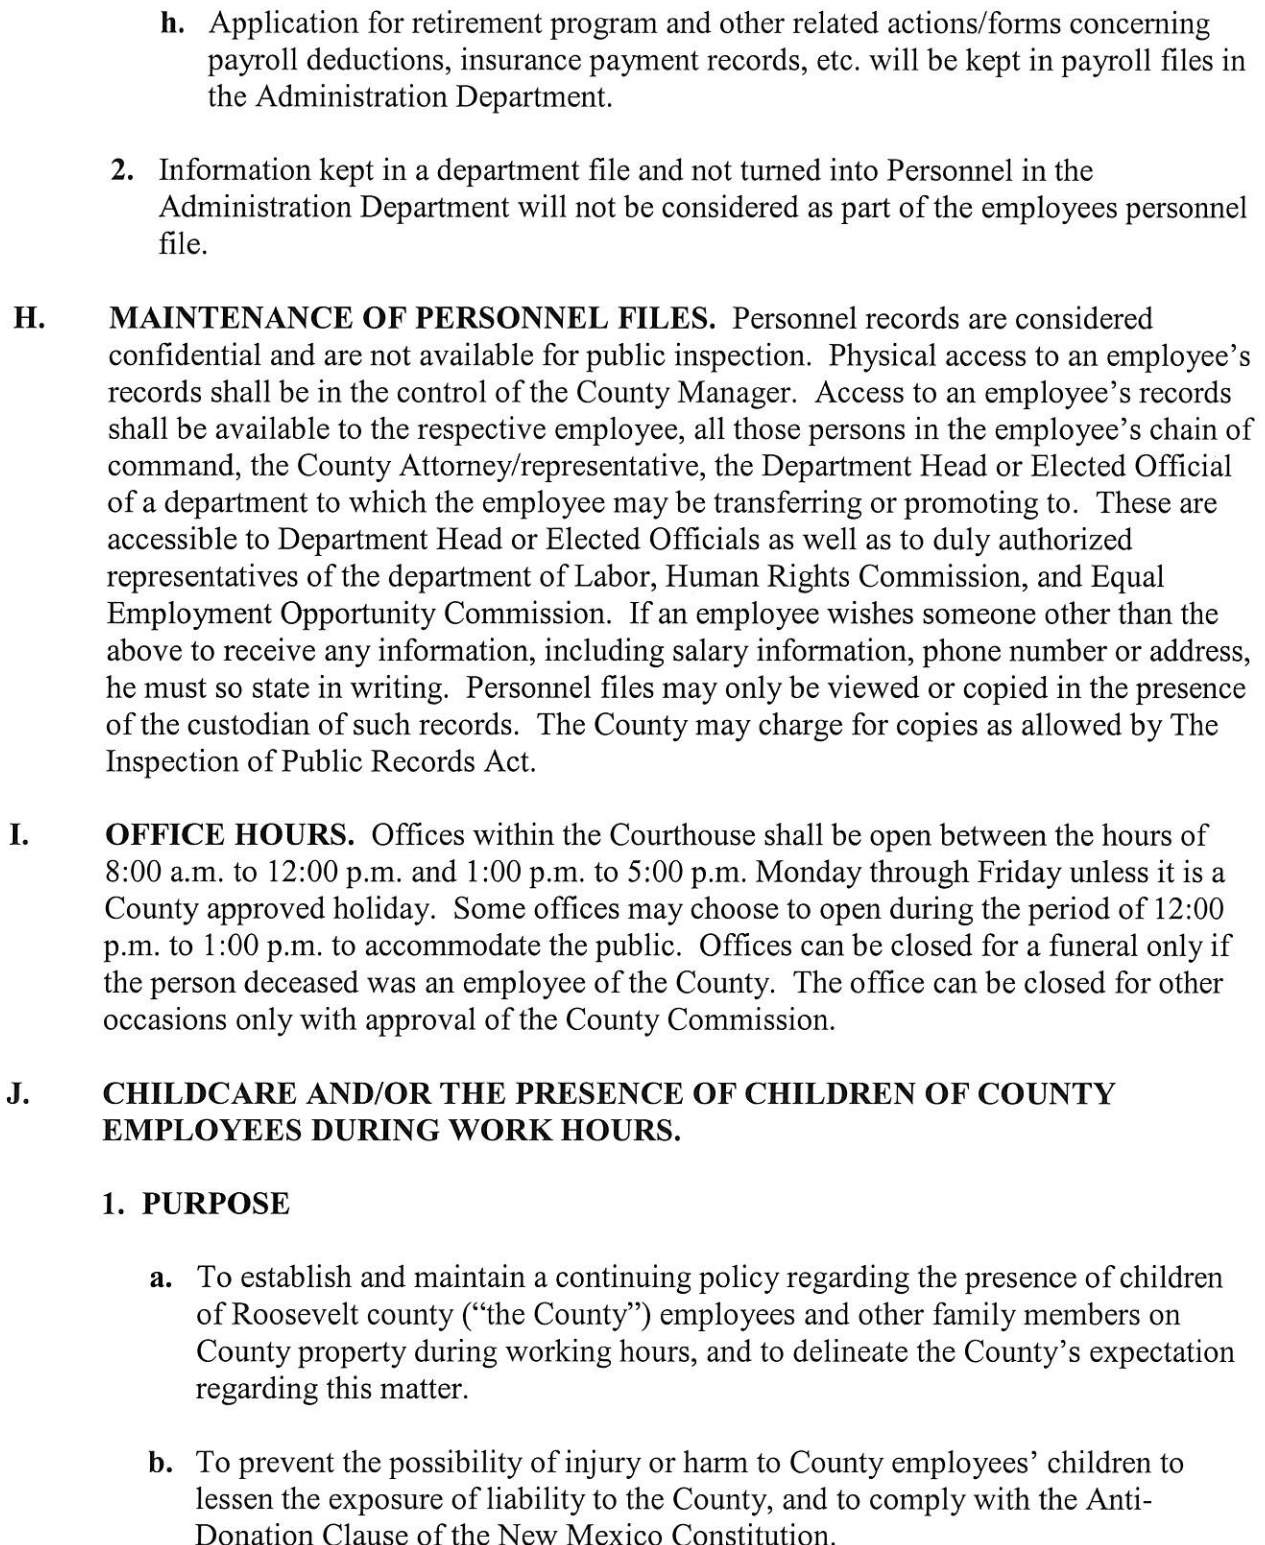 h. Application for retirement program and other related actions/forms concerning
payroll deductions, insurance payment records, etc. will be kept in payroll files in
the Administration Department.
2. Information kept in a department file and not turned into Personnel in the
Administration Department will not be considered as part of the employees personnel
file.
H. MAINTENANCE OF PERSONNEL FILES. Personnel records are considered
confidential and are not available for public inspection. Physical access to an employee’s
records shall be in the control of the County Manager. Access to an employee’s records
shall be available to the respective employee, all those persons in the employee’s chain of
command, the County Attorney/representative, the Department Head or Elected Official
of a department to which the employee may be transferring or promoting to. These are
accessible to Department Head or Elected Officials as well as to duly authorized
representatives of the department of Labor, Human Rights Commission, and Equal
Employment Opportunity Commission. If an employee wishes someone other than the
above to receive any information, including salary information, phone number or address,
he must so state in writing. Personnel files may only be viewed or copied in the presence
of the custodian of such records. The County may charge for copies as allowed by The
Inspection of Public Records Act.
I. OFFICE HOURS. Offices within the Courthouse shall be open between the hours of
8:00 a.m. to 12:00 p.m. and 1:00 p.m. to 5:00 p.m. Monday through Friday unless it is a
County approved holiday. Some offices may choose to open during the period of 12:00
p.m. to 1:00 p.m. to accommodate the public. Offices can be closed for a funeral only if
the person deceased was an employee of the County. The office can be closed for other
occasions only with approval of the County Commission.
J. CHILDCARE AND/OR THE PRESENCE OF CHILDREN OF COUNTY
EMPLOYEES DURING WORK HOURS.
1. PURPOSE
a. To establish and maintain a continuing policy regarding the presence of children
of Roosevelt county (“the County”) employees and other family members on
County property during working hours, and to delineate the County’s expectation
regarding this matter.
b. To prevent the possibility of injury or harm to County employees’ children to
lessen the exposure of liability to the County, and to comply with the Anti-
Donation Clause of the New Mexico Constitution.